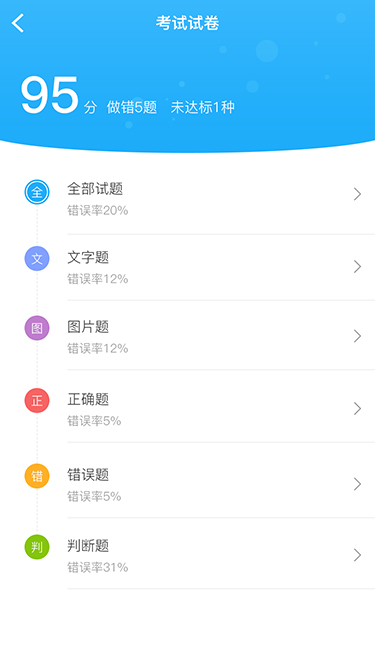 考试试卷
95 分 做错5题 未达标1种
全 全部试题
错误率20%
文 文字题
错误率12%
图 图片题
错误率12%
正 正确题
错误率5%
错 错误题
错误率5%
判 判断题
错误率31%